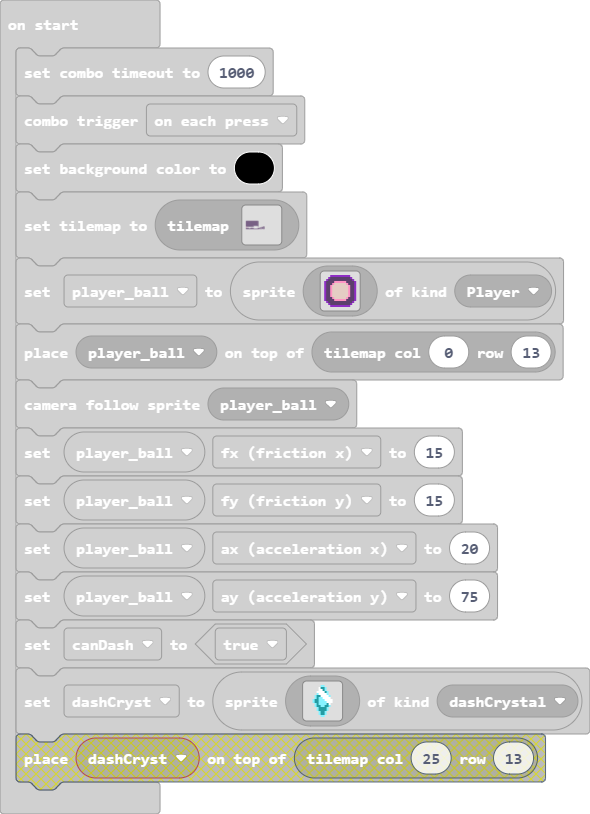 on start
set combo timeout to 1000
combo trigger on each press
set background color to
set tilemap to tilemap
set player_ball to sprite of kind Player
place player_ball on top of tilemap col 0 row 13
camera follow sprite player_ball
set player_ball fx (friction x) to 15
set player_ball fy (friction y) to 15
set player_ball ax (acceleration x) to 20
set player_ball ay (acceleration y) to 75
set canDash to true
set dashCryst to sprite of kind dashCrystal
place dashCryst on top of tilemap col 25 row 13